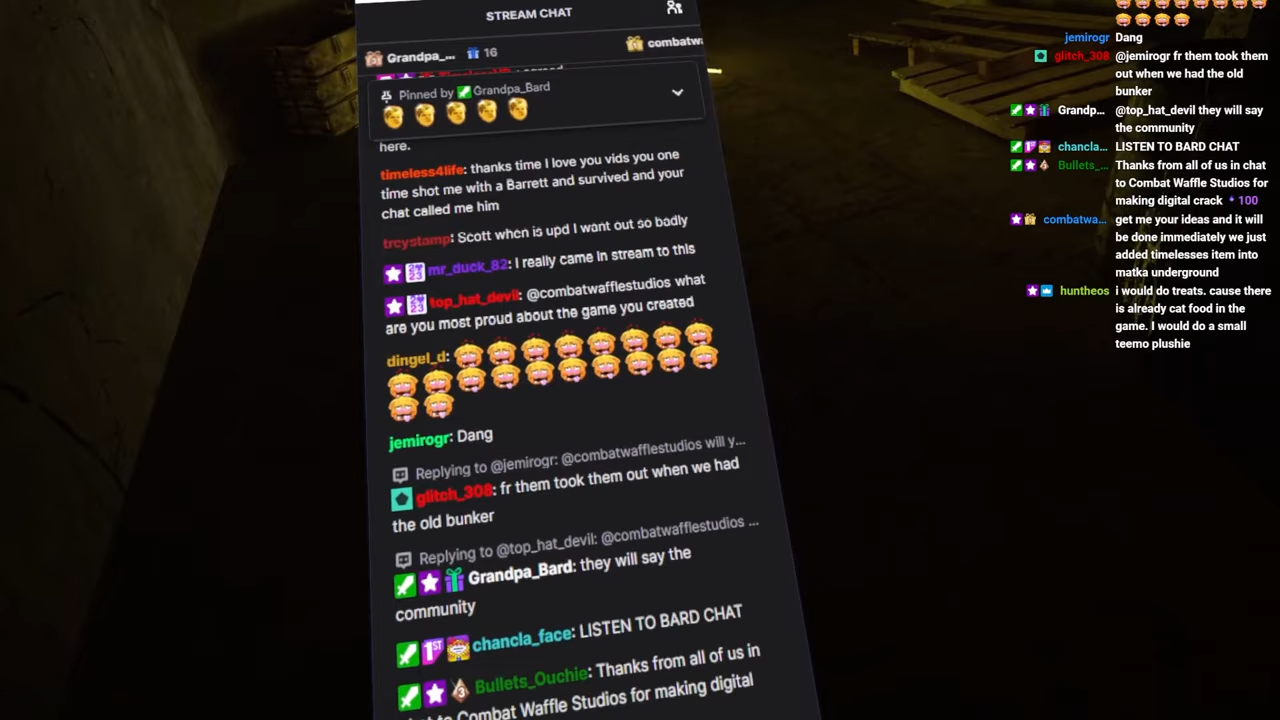 STREAM CHAT
Grandpa_... 16
combatwa
Pinned by Grandpa_Bard
here.
timeless4life: thanks time I love you vids you one
time shot me with a Barrett and survived and your
chat called me him
trcystamp: Scott when is upd I want out so badly
mr_duck_82: I really came in stream to this
top_hat_devil: @combatwafflestudios what
are you most proud about the game you created
dingel_d:
jemirogr: Dang
Replying to @jemirogr: @combatwafflestudios will y...
glitch_308: fr them took them out when we had
the old bunker
Replying to @top_hat_devil: @combatwafflestudios ...
Grandpa_Bard: they will say the
community
1ST chancla_face: LISTEN TO BARD CHAT
3 Bullets_Ouchie: Thanks from all of us in
to Combat Waffle Studios for making digital
jemirogr Dang
glitch_308 @jemirogr fr them took them
out when we had the old
bunker
Grandp... @top_hat_devil they will say
the community
chancla... LISTEN TO BARD CHAT
Bullets_... Thanks from all of us in chat
to Combat Waffle Studios for
making digital crack 100
combatwa... get me your ideas and it will
be done immediately we just
added timelesses item into
matka underground
huntheos i would do treats. cause there
is already cat food in the
game. I would do a small
teemo plushie